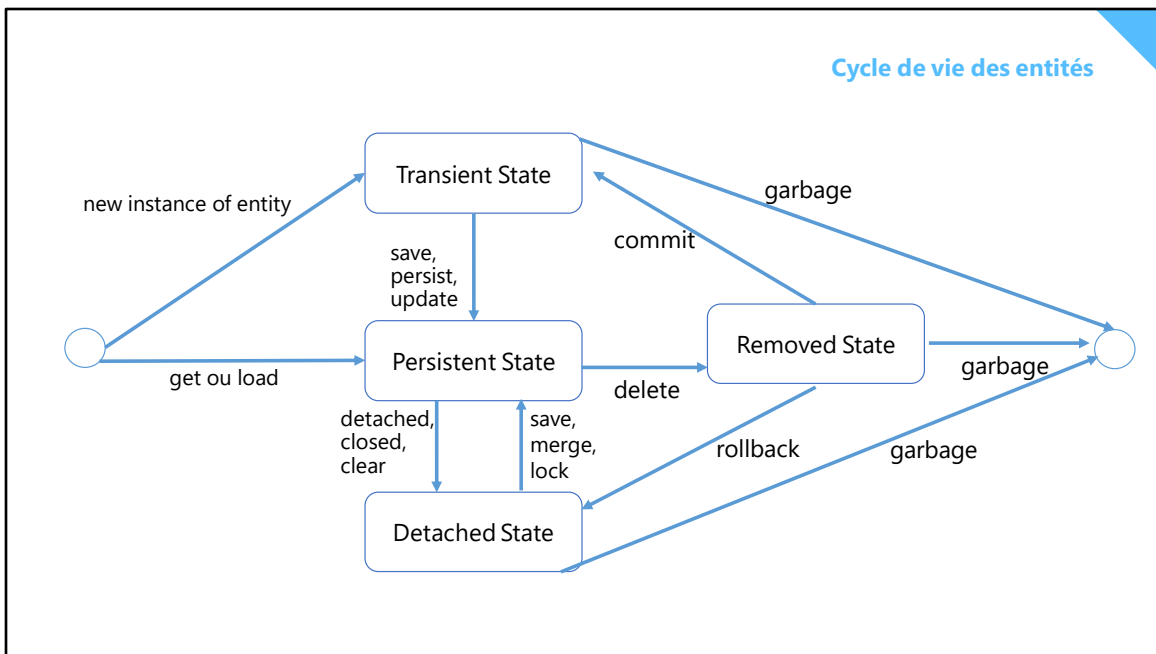 Cycle de vie des entités
Transient State
garbage
new instance of entity
commit
save,
persist,
update
Persistent State
Removed State
get ou load
delete
garbage
detached,
closed,
clear
save,
merge,
lock
rollback
garbage
Detached State